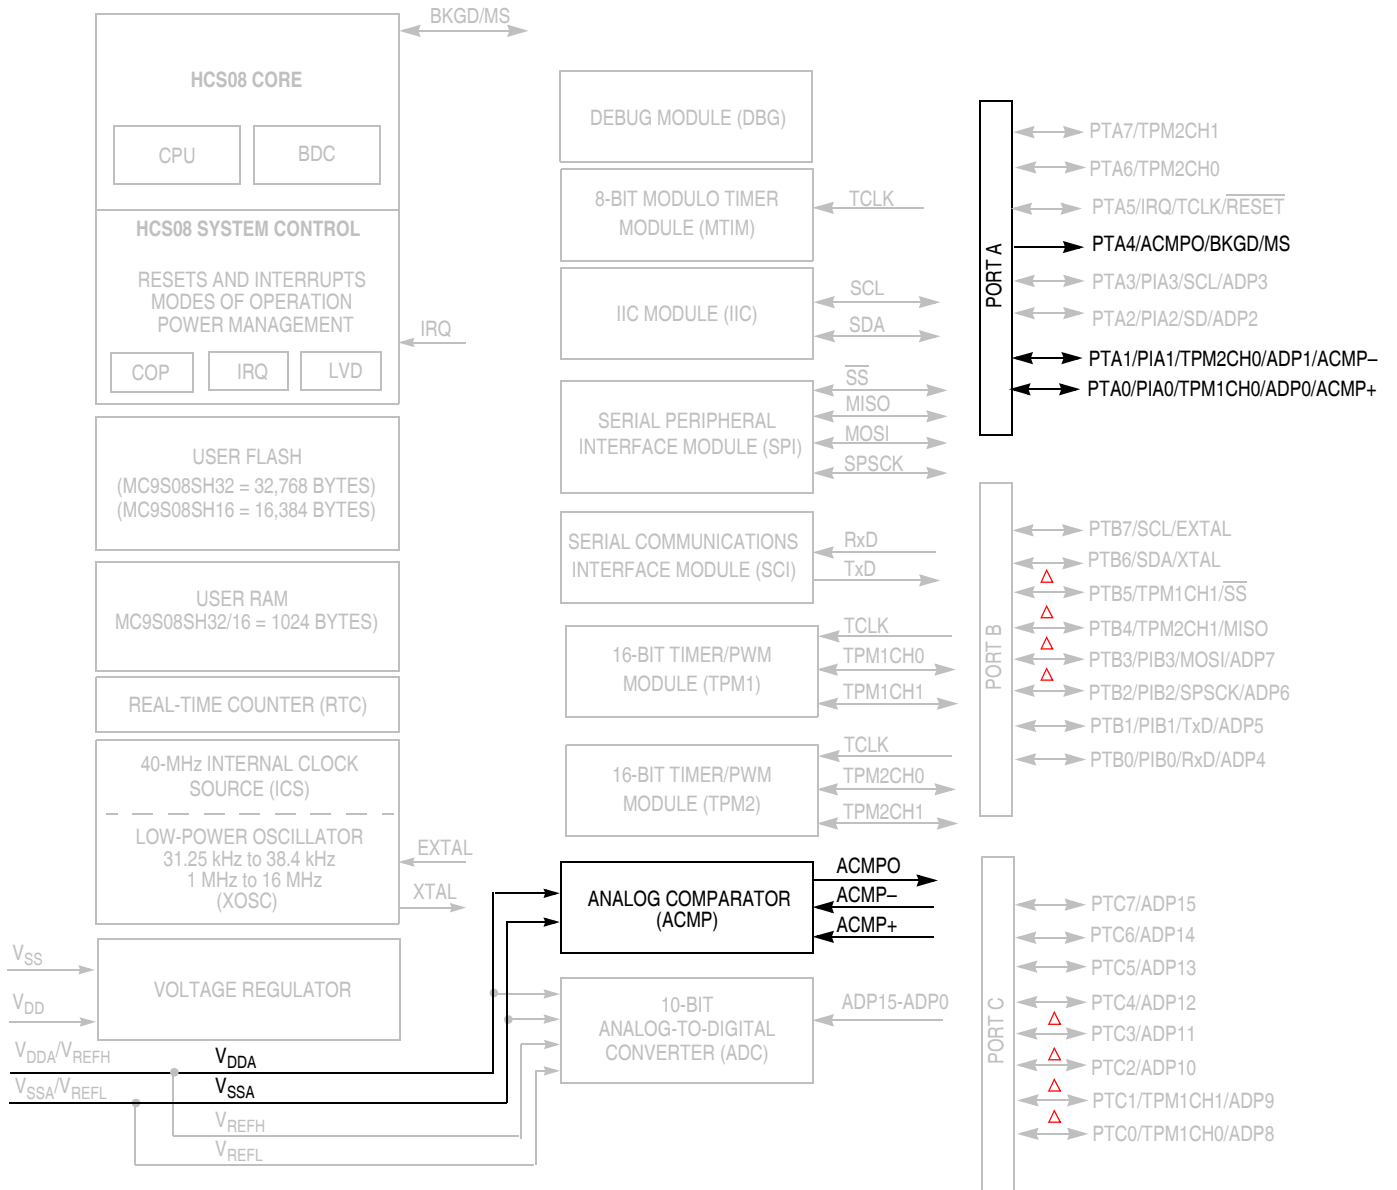 BKGD/MS
HCS08 CORE
CPU
BDC
HCS08 SYSTEM CONTROL
RESETS AND INTERRUPTS
MODES OF OPERATION
POWER MANAGEMENT
IRQ
COP
IRQ
LVD
USER FLASH
(MC9S08SH32 = 32,768 BYTES)
(MC9S08SH16 = 16,384 BYTES)
USER RAM
MC9S08SH32/16 = 1024 BYTES)
REAL-TIME COUNTER (RTC)
40-MHz INTERNAL CLOCK
SOURCE (ICS)
LOW-POWER OSCILLATOR
31.25 kHz to 38.4 kHz
1 MHz to 16 MHz
(XOSC)
EXTAL
XTAL
VSS
VDD
VOLTAGE REGULATOR
VDDA/VREFH
VDDA
VSSA/VREFL
VSSA
VREFH
VREFL
DEBUG MODULE (DBG)
8-BIT MODULO TIMER
MODULE (MTIM)
TCLK
IIC MODULE (IIC)
SCL
SDA
SERIAL PERIPHERAL
INTERFACE MODULE (SPI)
SS
MISO
MOSI
SPSCK
SERIAL COMMUNICATIONS
INTERFACE MODULE (SCI)
RxD
TxD
16-BIT TIMER/PWM
MODULE (TPM1)
TCLK
TPM1CH0
TPM1CH1
16-BIT TIMER/PWM
MODULE (TPM2)
TCLK
TPM2CH0
TPM2CH1
ANALOG COMPARATOR
(ACMP)
ACMPO
ACMP–
ACMP+
10-BIT
ANALOG-TO-DIGITAL
CONVERTER (ADC)
ADP15-ADP0
PORT A
PTA7/TPM2CH1
PTA6/TPM2CH0
PTA5/IRQ/TCLK/RESET
PTA4/ACMPO/BKGD/MS
PTA3/PIA3/SCL/ADP3
PTA2/PIA2/SD/ADP2
PTA1/PIA1/TPM2CH0/ADP1/ACMP–
PTA0/PIA0/TPM1CH0/ADP0/ACMP+
PORT B
PTB7/SCL/EXTAL
PTB6/SDA/XTAL
PTB5/TPM1CH1/SS
PTB4/TPM2CH1/MISO
PTB3/PIB3/MOSI/ADP7
PTB2/PIB2/SPSCK/ADP6
PTB1/PIB1/TxD/ADP5
PTB0/PIB0/RxD/ADP4
PORT C
PTC7/ADP15
PTC6/ADP14
PTC5/ADP13
PTC4/ADP12
PTC3/ADP11
PTC2/ADP10
PTC1/TPM1CH1/ADP9
PTC0/TPM1CH0/ADP8